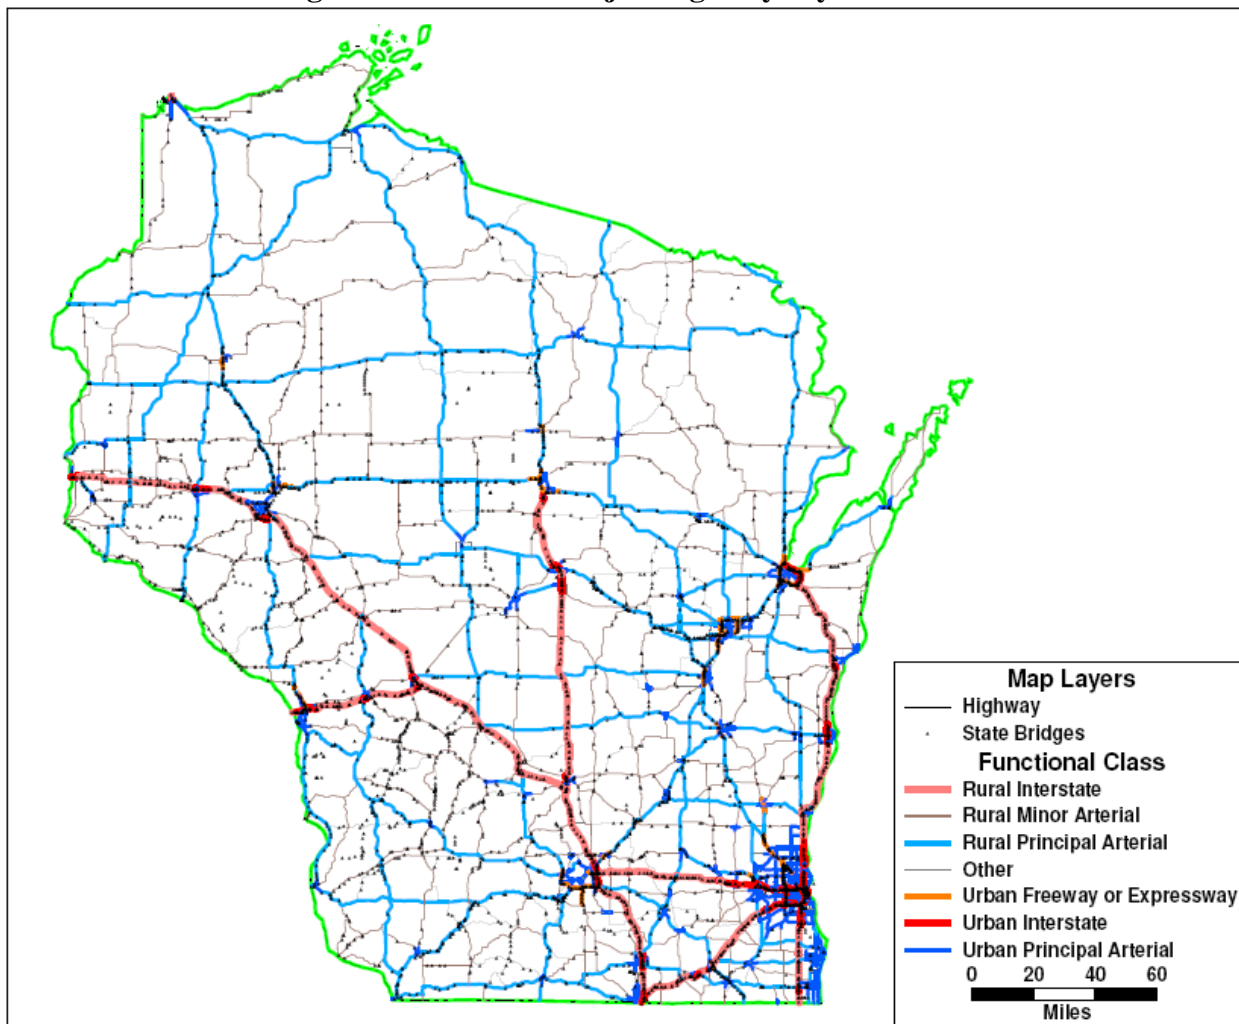 Map Layers
Highway
State Bridges
Functional Class
Rural Interstate
Rural Minor Arterial
Rural Principal Arterial
Other
Urban Freeway or Expressway
Urban Interstate
Urban Principal Arterial
0 20 40 60
Miles